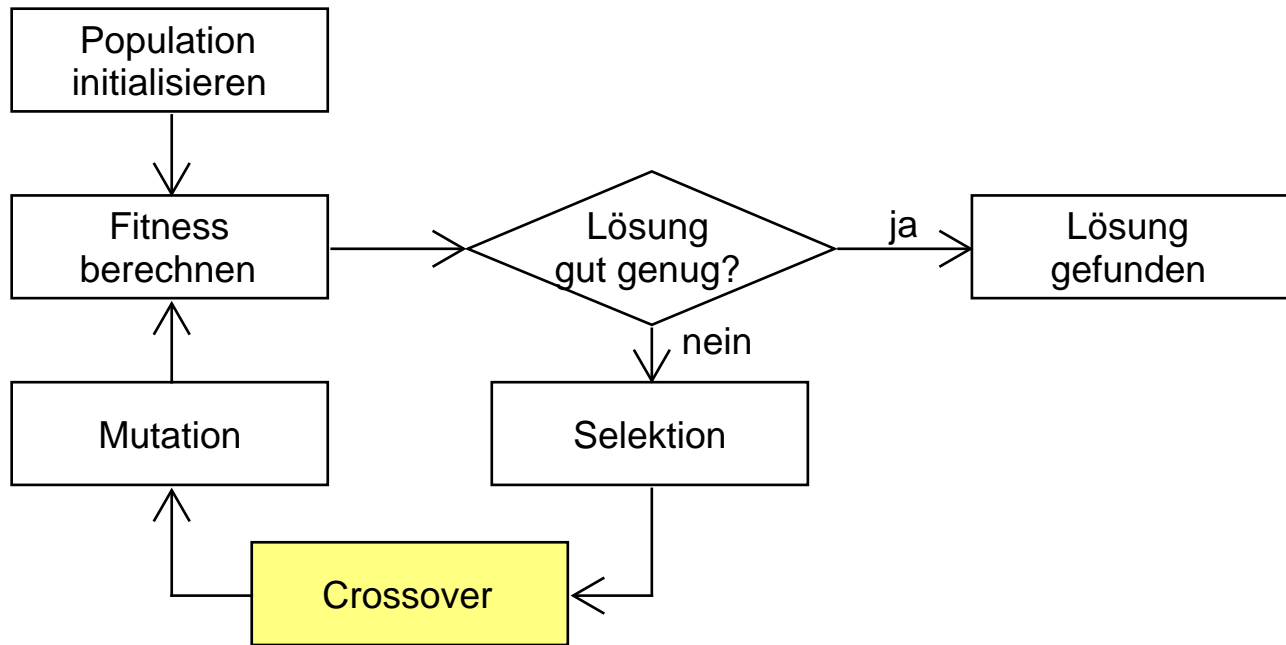 Population
initialisieren
Fitness
berechnen
Lösung
gut genug?
ja
Lösung
gefunden
nein
Mutation
Selektion
Crossover